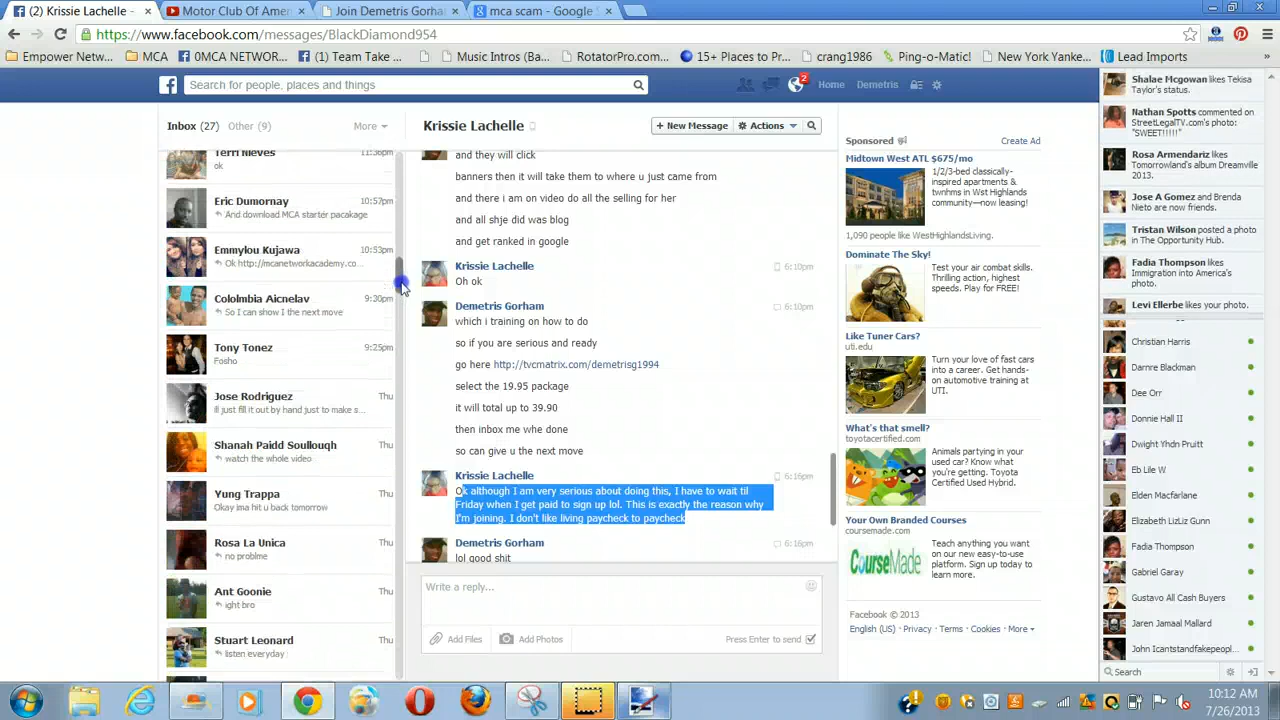 (2) Krissie Lachelle -
Motor Club Of Amer
Join Demetris Gorha
mca scam - Google S
https://www.facebook.com/messages/BlackDiamond954
Empower Networ...
MCA
0MCA Networking
(1) Team Take...
Music Intros (Ba...
RotatorPro.com...
15+ Places to P...
crang1986
Ping-o-Matic!
New York Yanke...
Lead Imports
»
Search for people, places and things
2
Home
Demetris
Inbox (27)
Other (9)
More
Krissie Lachelle
+ New Message
Actions
Terri Nieves
11:36pm
ok
Eric Dumornay
10:57pm
And download MCA starter pacakage
Emmylou Kujawa
10:53pm
Ok http://mcanetworkacademy.co...
Cololmbia Aicnelav
9:30pm
So I can show I the next move
Tony Tonez
9:25pm
Fosho
Jose Rodriguez
Thu
Ill just fill it out by hand just to make s...
Shanah Paidd Soullouqh
Thu
watch the whole video
Yung Trappa
Thu
Okay ima hit u back tomorrow
Rosa La Unica
Thu
no problme
Ant Goonie
Thu
ight bro
Stuart Leonard
Thu
listen everyday
and they will click
banners then it will take them to where u just came from
and there i am on video do all the selling for her
and all shje did was blog
and get ranked in google
Krissie Lachelle
6:10pm
Oh ok
Demetris Gorham
6:10pm
which i training on how to do
so if you are serious and ready
go here http://tvcmatrix.com/demetrisg1994
select the 19.95 package
it will total up to 39.90
then inbox me whe done
so can give u the next move
Krissie Lachelle
6:16pm
Ok although I am very serious about doing this, I have to wait til
Friday when I get paid to sign up lol. This is exactly the reason why
I'm joining. I don't like living paycheck to paycheck
Demetris Gorham
6:16pm
lol good shit
Write a reply...
Add Files
Add Photos
Press Enter to send
Sponsored
Create Ad
Midtown West ATL $675/mo
1/2/3-bed classically-
inspired apartments &
twnhms in Wst Highlands
community—now leasing!
1,090 people like WestHighlandsLiving.
Dominate The Sky!
Test your air combat skills.
Thrilling action, highest
speeds. Play for FREE!
Like Tuner Cars?
uti.edu
Turn your love of fast cars
into a career. Get hands-
on automotive training at
UTI.
What's that smell?
toyotacertified.com
Animals partying in your
used car? Know what
you're getting. Toyota
Certified Used Hybrid.
Your Own Branded Courses
coursemade.com
CourseMade
Teach anything you
want on our new easy-to-use
platform. Sign up today to
learn more.
Facebook © 2013
English (US) · Privacy · Terms · Cookies · More
Shalae Mcgowan likes Tekisa
Taylor's status.
Nathan Spotts commented on
StreetLegalTV.com's photo:
"SWEET!!!!!"
Rosa Armendariz likes
Tomorrowland's album Dreamville
2013.
Jose A Gomez and Brenda
Nieto are now friends.
Tristan Wilson posted a photo
in The Opportunity Hub.
Fadia Thompson likes
Immigration into America's
photo.
Levi Ellerbe likes your photo.
Christian Harris
Danrre Blackman
Dee Orr
Donnie Hall II
Dwight Yhdn Pruitt
Eb Lile W
Elden Macfarlane
Elizabeth LizLiz Gunn
Fadia Thompson
Gabriel Garay
Gustavo All Cash Buyers
Jaren Jamaal Mallard
John Icantstandfakepeopl...
Search
10:12 AM
7/26/2013